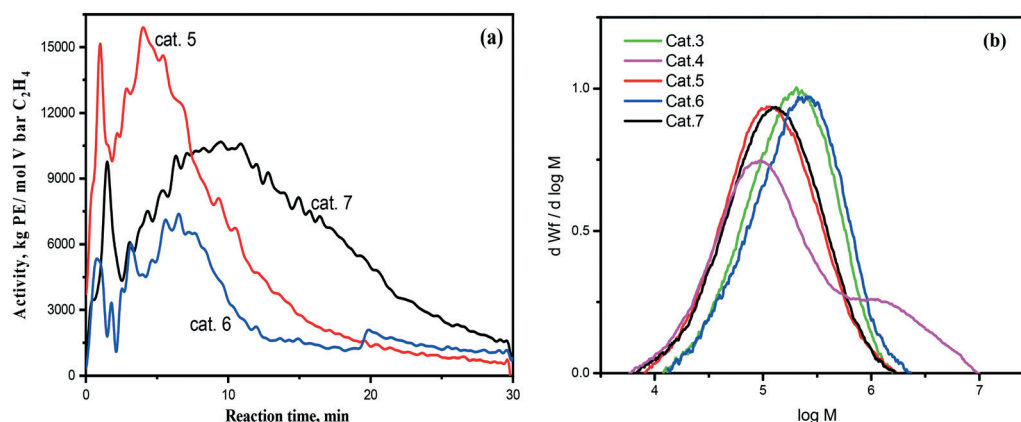 (a)
cat. 5
cat. 7
cat. 6
15000
12000
9000
6000
3000
0
0
10
20
30
Activity, kg PE/ mol V bar C₂H₄
Reaction time, min
(b)
Cat.3
Cat.4
Cat.5
Cat.6
Cat.7
1.0
0.5
0.0
4
5
6
7
d Wf / d log M
log M